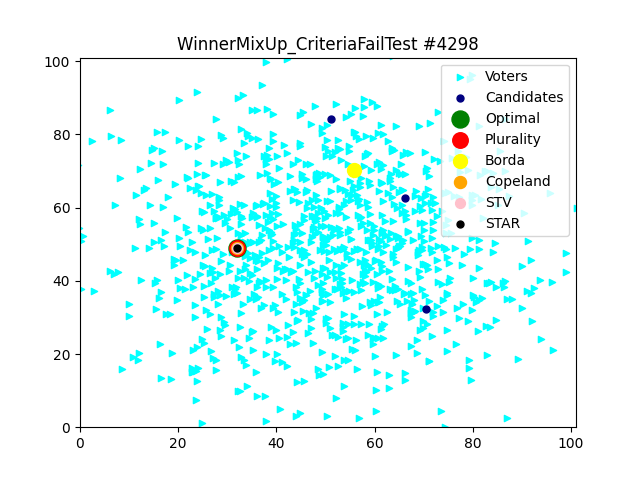 WinnerMixUp_CriteriaFailTest #4298
100
80
60
40
20
0
0
20
40
60
80
100
Voters
Candidates
Optimal
Plurality
Borda
Copeland
STV
STAR